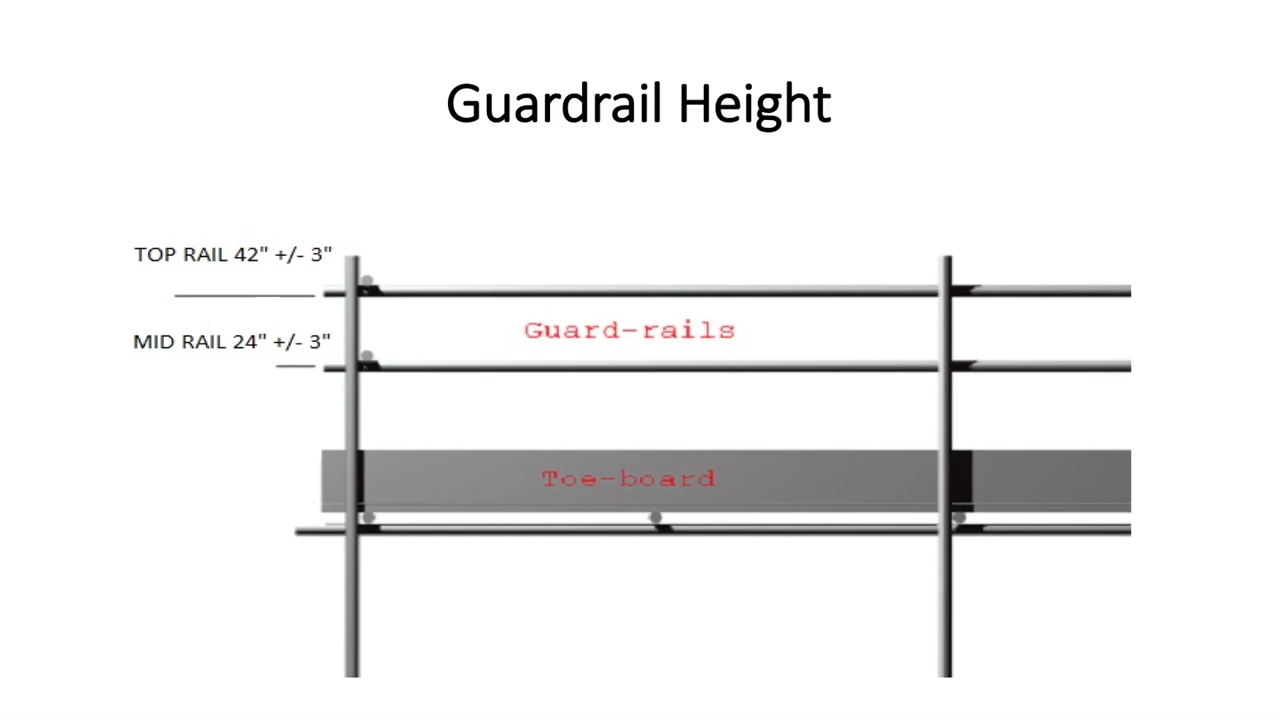 Guardrail Height
TOP RAIL 42" +/- 3"
Guard-rails
MID RAIL 24" +/- 3"
Toe-board